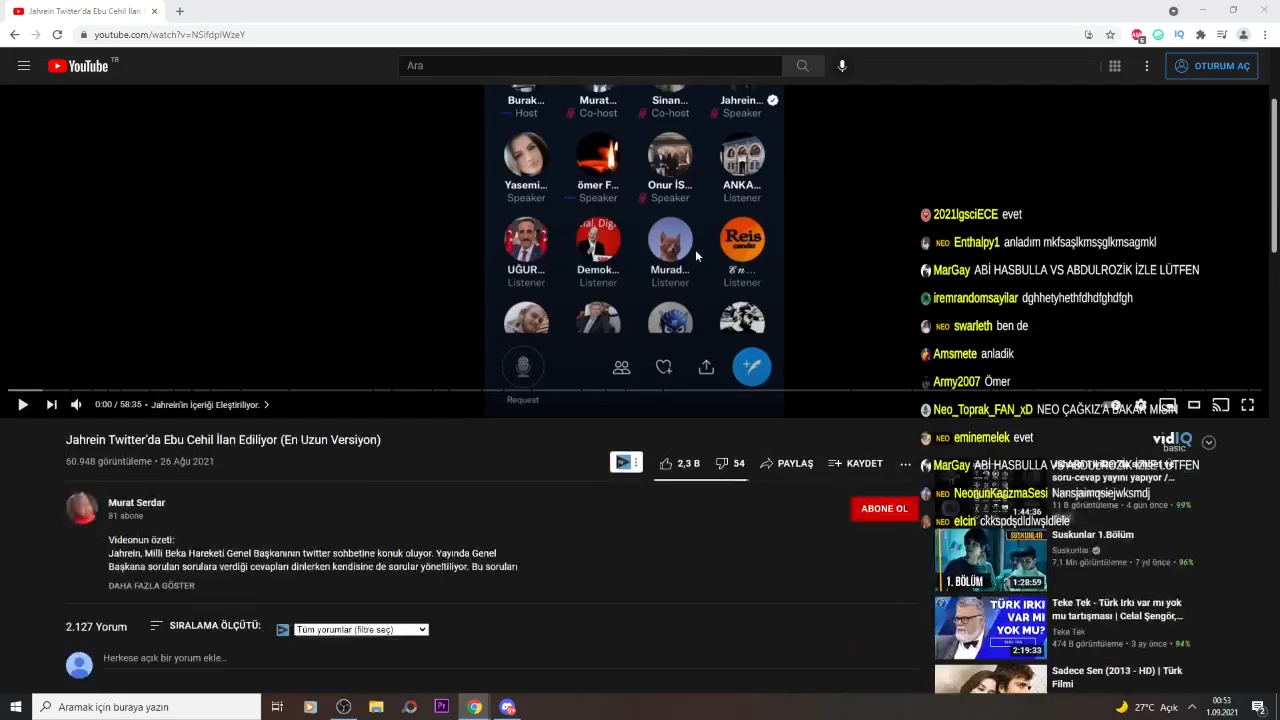 Jahrein Twitter'da Ebu Cehil İlan
youtube.com/watch?v=NSifdpIWzeY
YouTube TR
Ara
OTURUM AÇ
Burak... Murat... Sinan... Jahrein...
Host Co-host Co-host Speaker
Yasemi... ömer F... Onur İS... ANKA...
Speaker Speaker Speaker Listener
Reis
UĞUR... Demok... Murad... En...
Listener Listener Listener Listener
Request
2021lgsciECE evet
NEO Enthalpy1 anladım mkfsaşlkmsşglkmsagmkl
MarGay ABİ HASBULLA VS ABDULROZİK İZLE LÜTFEN
iremrandomsayilar dghhetyhethfdhdfghdfgh
NEO swarleth ben de
Amsmete anladik
Army2007 Ömer
Neo_Toprak_FAN_xD NEO ÇAĞKIZ'A BAKAR MISIN
NEO eminemelek evet
MarGay ABİ HASBULLA VS ABDULROZİK İZLE LÜTFEN
NEO NeonunKarizmaSesi Nansjaimqsiejwksmdj
NEO elcin ckkspdşdldlwşldlele
0:00 / 58:35 • Jahrein'in İçeriği Eleştiriliyor.
Jahrein Twitter'da Ebu Cehil İlan Ediliyor (En Uzun Versiyon)
60.948 görüntüleme • 26 Ağu 2021
2,3 B 54 PAYLAŞ KAYDET
vidIQ
basic
Murat Serdar
81 abone
ABONE OL
Videonun özeti:
Jahrein, Milli Beka Hareketi Genel Başkanının twitter sohbetine konuk oluyor. Yayında Genel
Başkana sorulan sorulara verdiği cevapları dinlerken kendisine de sorular yöneltiliyor. Bu soruları
DAHA FAZLA GÖSTER
2.127 Yorum SIRALAMA ÖLÇÜTÜ: Tüm yorumlar (filtre seç)
Herkese açık bir yorum ekle...
soru-cevap yayını yapıyor /...
11 B görüntüleme • 4 gün önce • 99%
1:44:36
SUSKUNLAR
1. BÖLÜM
1:28:59
Suskunlar 1.Bölüm
Suskunlar
7,1 Mn görüntüleme • 7 yıl önce • 96%
TÜRK IRKI
VAR MI
YOK MU?
2:19:33
Teke Tek - Türk Irkı var mı yok
mu tartışması | Celal Şengör,...
Teke Tek
474 B görüntüleme • 3 ay önce • 94%
Sadece Sen (2013 - HD) | Türk
Filmi
Aramak için buraya yazın
27°C Açık
00:53
1.09.2021
2